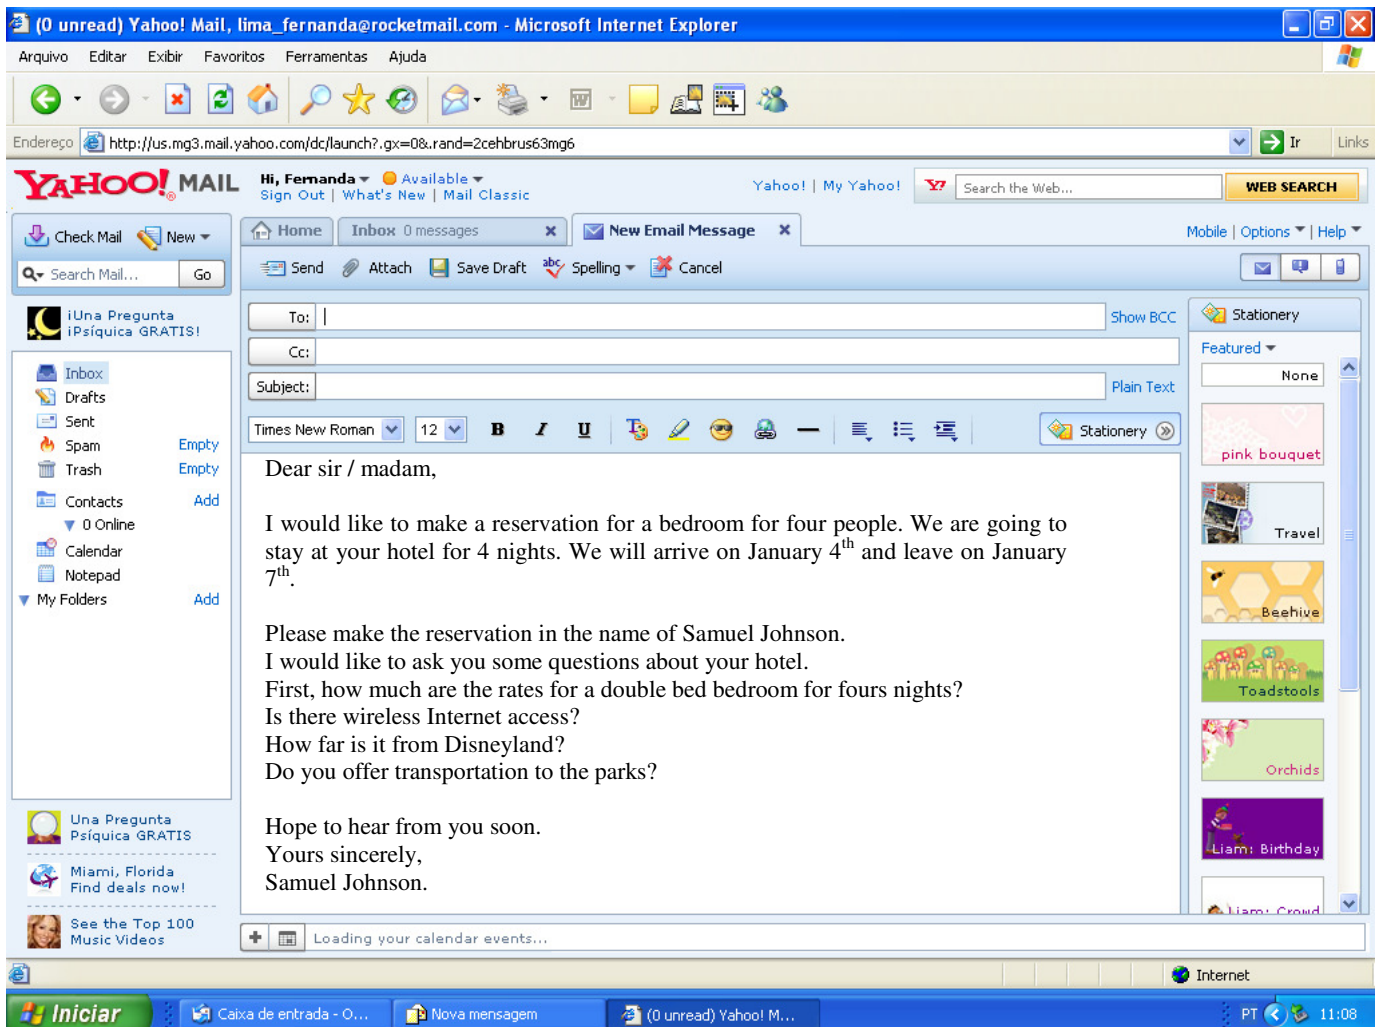 (0 unread) Yahoo! Mail, lima_fernanda@rocketmail.com - Microsoft Internet Explorer
Arquivo Editar Exibir Favoritos Ferramentas Ajuda
Endereço http://us.mg3.mail.yahoo.com/dc/launch?.gx=0&.rand=2cehbrus63mg6 Ir Links
YAHOO! MAIL
Hi, Fernanda Available
Sign Out | What's New | Mail Classic
Yahoo! | My Yahoo! Y! Search the Web... WEB SEARCH
Check Mail New
Search Mail... Go
Home Inbox 0 messages New Email Message
Mobile | Options | Help
Send Attach Save Draft abc Spelling Cancel
¡Una Pregunta
¡Psíquica GRATIS!
Inbox
Drafts
Sent
Spam Empty
Trash Empty
Contacts Add
0 Online
Calendar
Notepad
My Folders Add
Una Pregunta
Psíquica GRATIS
Miami, Florida
Find deals now!
See the Top 100
Music Videos
To: Show BCC
Cc:
Subject: Plain Text
Times New Roman 12 B I U Stationery
Dear sir / madam,
I would like to make a reservation for a bedroom for four people. We are going to
stay at your hotel for 4 nights. We will arrive on January 4th and leave on January
7th.
Please make the reservation in the name of Samuel Johnson.
I would like to ask you some questions about your hotel.
First, how much are the rates for a double bed bedroom for fours nights?
Is there wireless Internet access?
How far is it from Disneyland?
Do you offer transportation to the parks?
Hope to hear from you soon.
Yours sincerely,
Samuel Johnson.
Stationery
Featured
None
pink bouquet
Travel
Beehive
Toadstools
Orchids
Liam: Birthday
Liam: Crowd
Loading your calendar events...
Internet
Iniciar Caixa de entrada - O... Nova mensagem (0 unread) Yahoo! M... PT 11:08